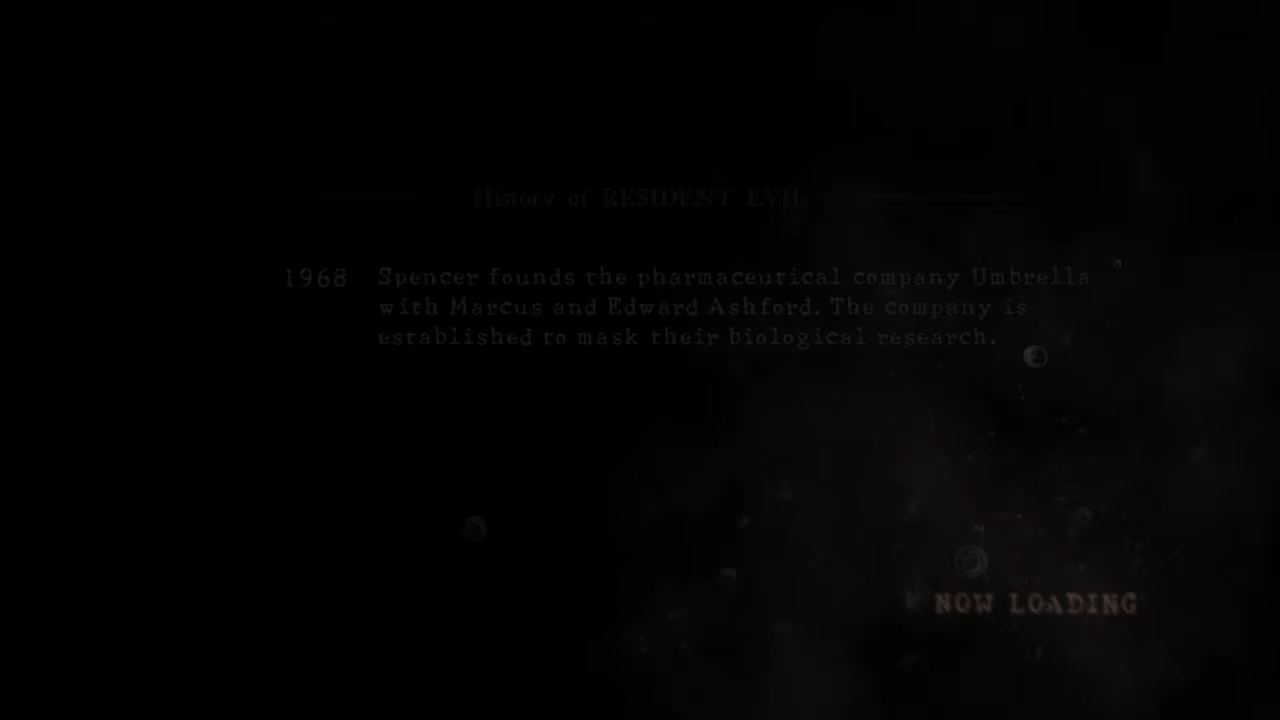 History of RESIDENT EVIL
1968 Spencer founds the pharmaceutical company Umbrella
with Marcus and Edward Ashford. The company is
established to mask their biological research.
NOW LOADING